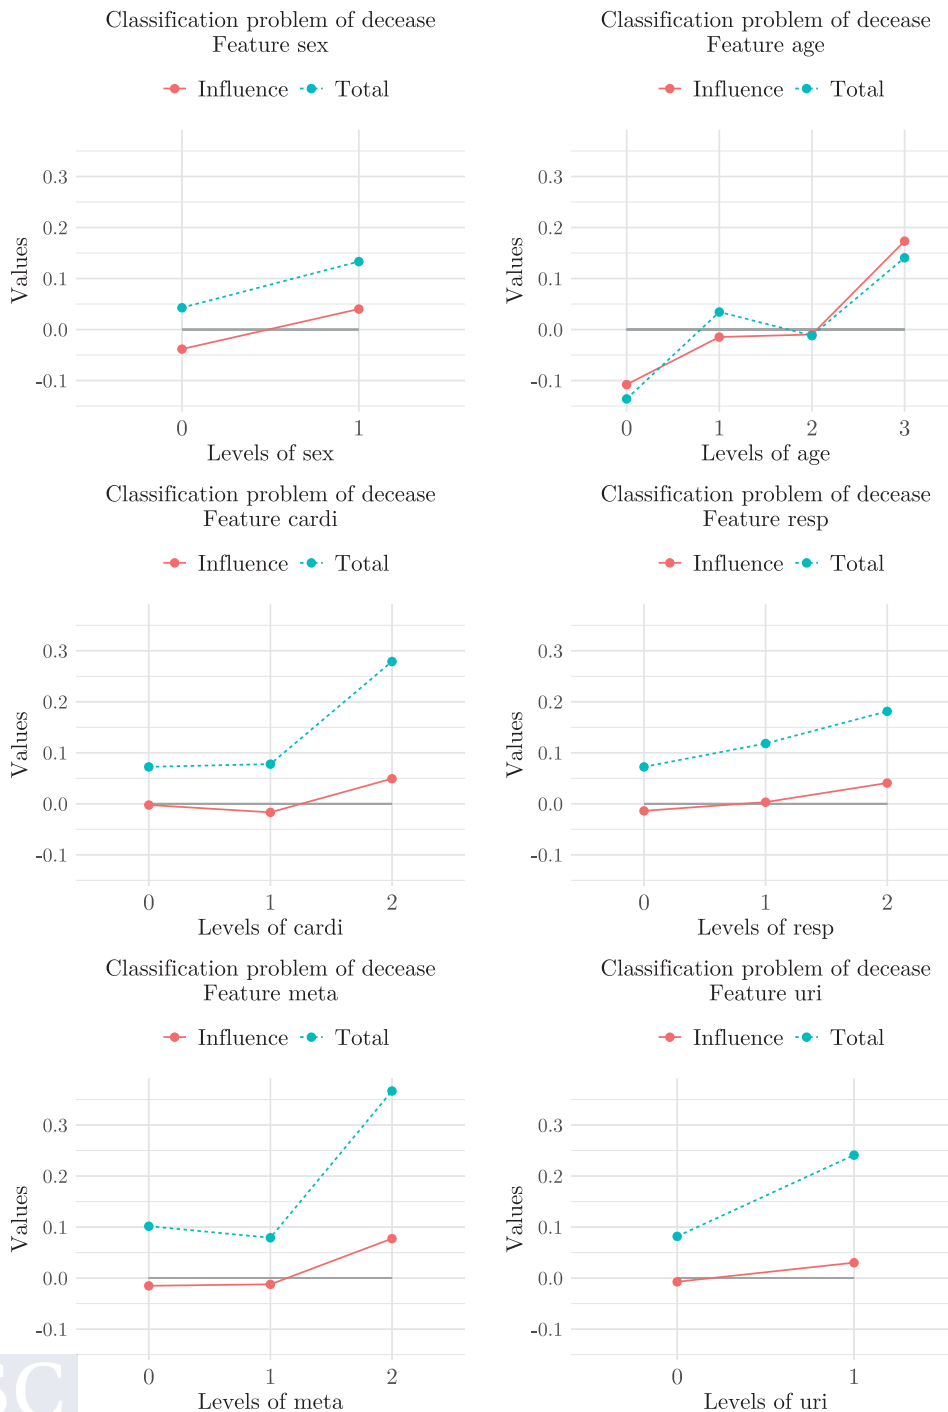 Classification problem of decease
Feature sex
Influence Total
0.3
0.2
0.1
0.0
-0.1
Values
0 1
Levels of sex
Classification problem of decease
Feature age
Influence Total
0.3
0.2
0.1
0.0
-0.1
Values
0 1 2 3
Levels of age
Classification problem of decease
Feature cardi
Influence Total
0.3
0.2
0.1
0.0
-0.1
Values
0 1 2
Levels of cardi
Classification problem of decease
Feature resp
Influence Total
0.3
0.2
0.1
0.0
-0.1
Values
0 1 2
Levels of resp
Classification problem of decease
Feature meta
Influence Total
0.3
0.2
0.1
0.0
-0.1
Values
0 1 2
Levels of meta
Classification problem of decease
Feature uri
Influence Total
0.3
0.2
0.1
0.0
-0.1
Values
0 1
Levels of uri